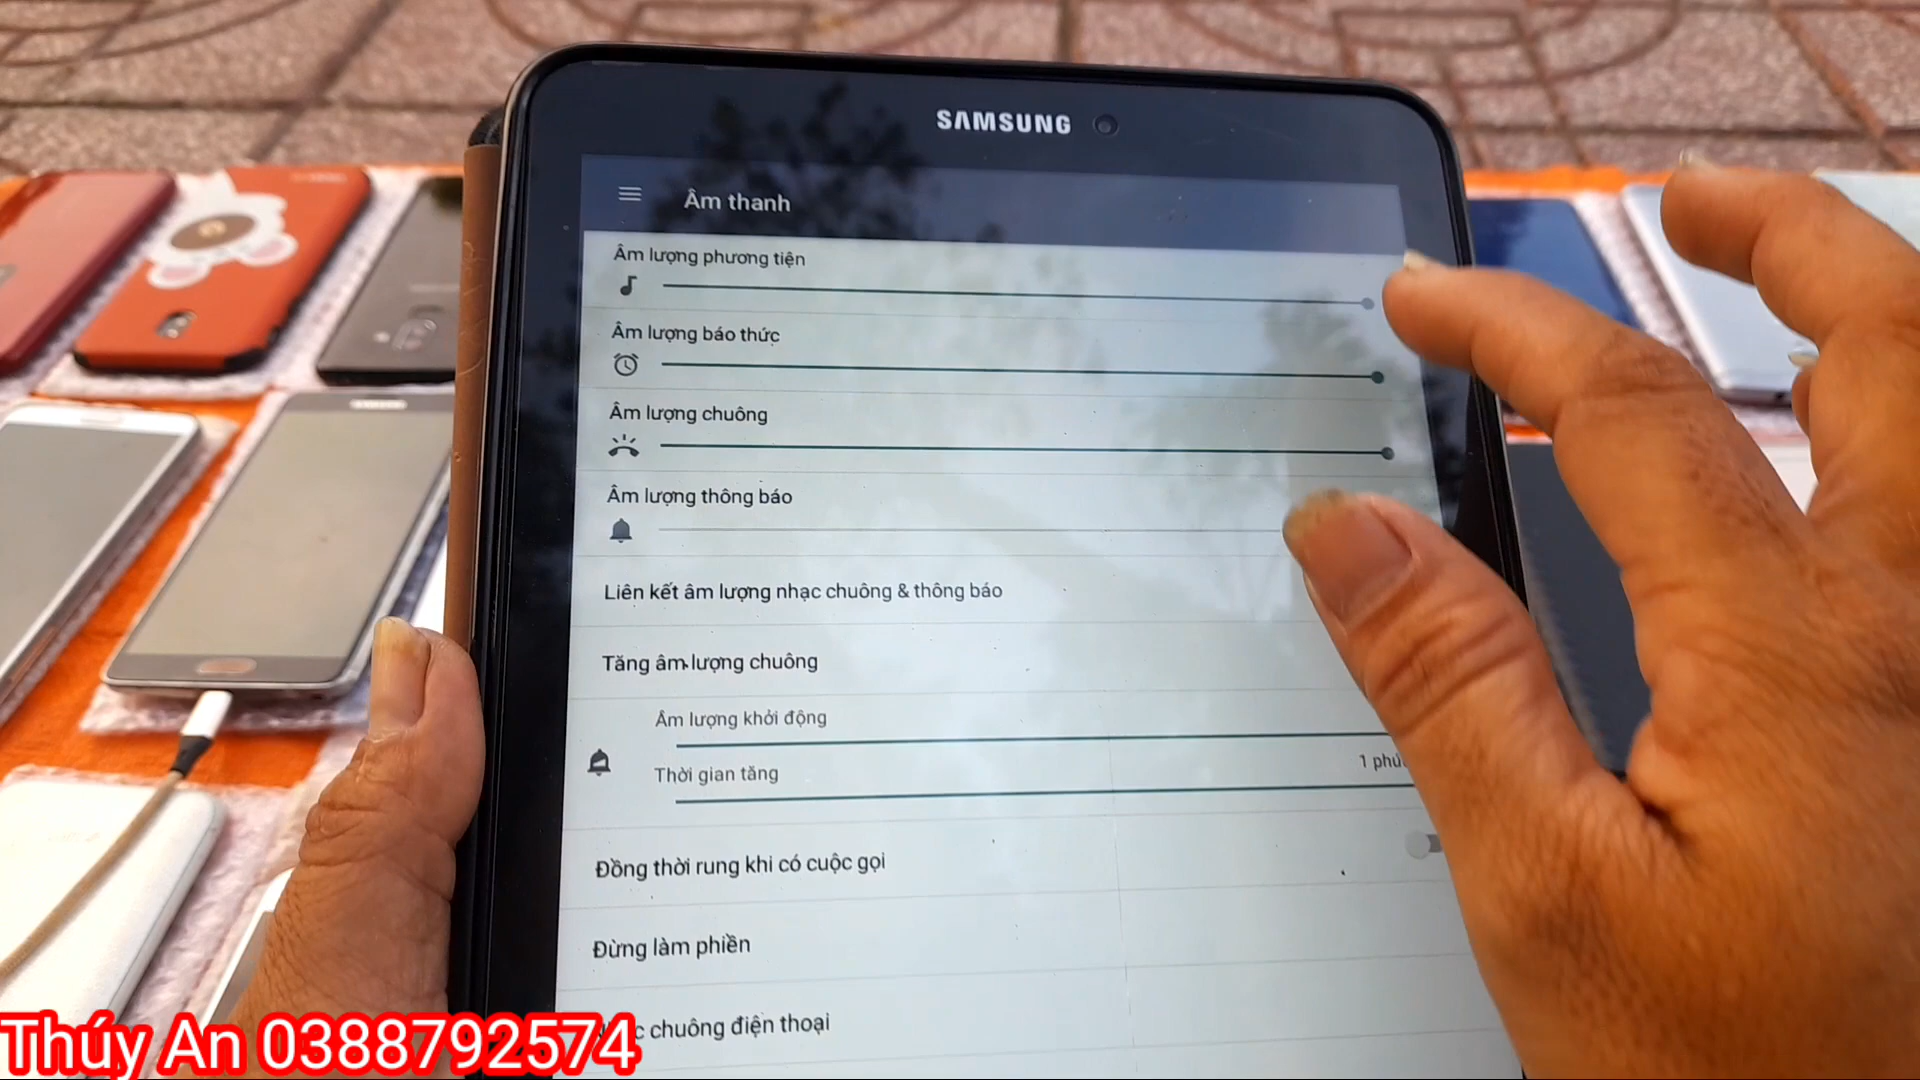 SAMSUNG
Âm thanh
Âm lượng phương tiện
Âm lượng báo thức
Âm lượng chuông
Âm lượng thông báo
Liên kết âm lượng nhạc chuông & thông báo
Tăng âm lượng chuông
Âm lượng khởi động
Thời gian tăng
1 phú
Đồng thời rung khi có cuộc gọi
Đừng làm phiền
chuông điện thoại
Thúy An 0388792574